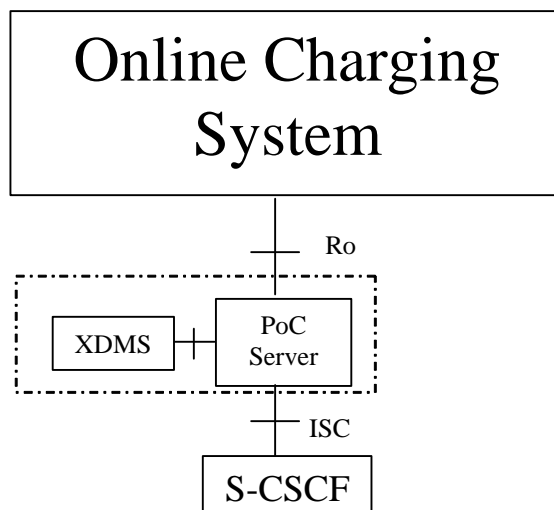 Online Charging
System
Ro
XDMS
PoC
Server
ISC
S-CSCF